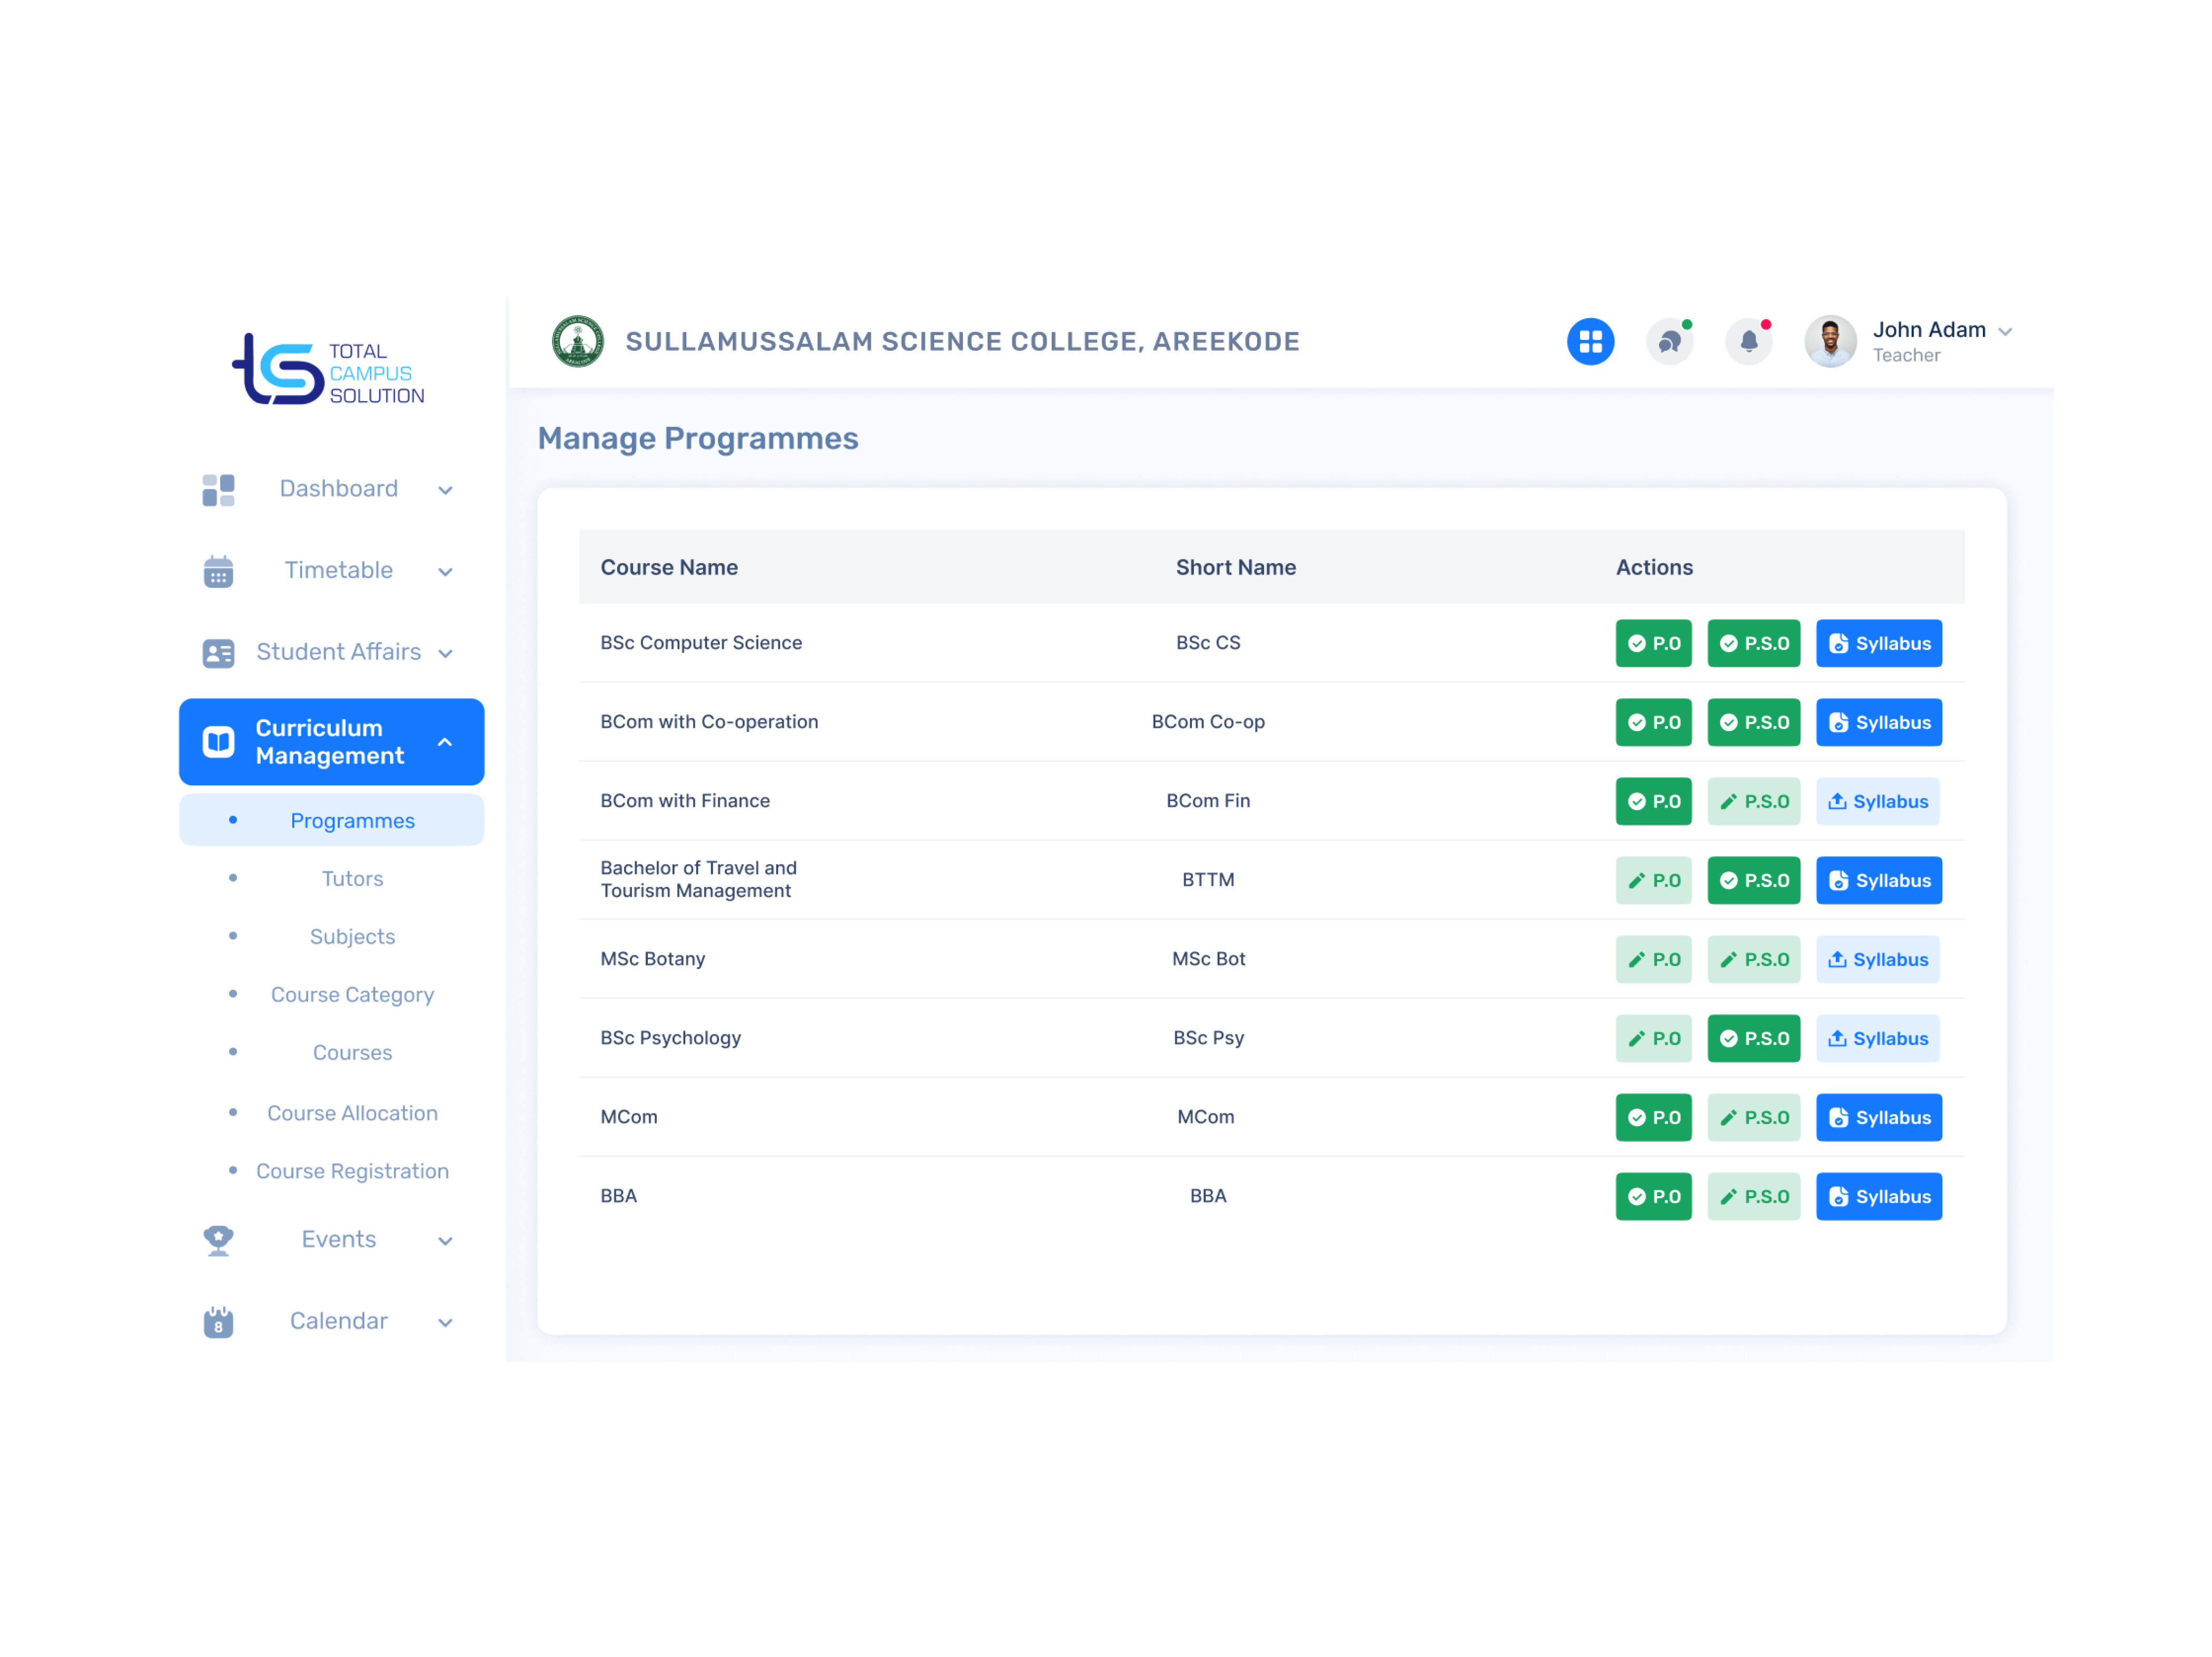 TOTAL
CAMPUS
SOLUTION
Dashboard
Timetable
Student Affairs
Curriculum
Management
Programmes
Tutors
Subjects
Course Category
Courses
Course Allocation
Course Registration
Events
8
Calendar
SULLAMUSSALAM SCIENCE COLLEGE, AREEKODE
John Adam
Teacher
Manage Programmes
Course Name Short Name Actions
BSc Computer Science BSc CS P.O P.S.O Syllabus
BCom with Co-operation BCom Co-op P.O P.S.O Syllabus
BCom with Finance BCom Fin P.O P.S.O Syllabus
Bachelor of Travel and
Tourism Management BTTM P.O P.S.O Syllabus
MSc Botany MSc Bot P.O P.S.O Syllabus
BSc Psychology BSc Psy P.O P.S.O Syllabus
MCom MCom P.O P.S.O Syllabus
BBA BBA P.O P.S.O Syllabus